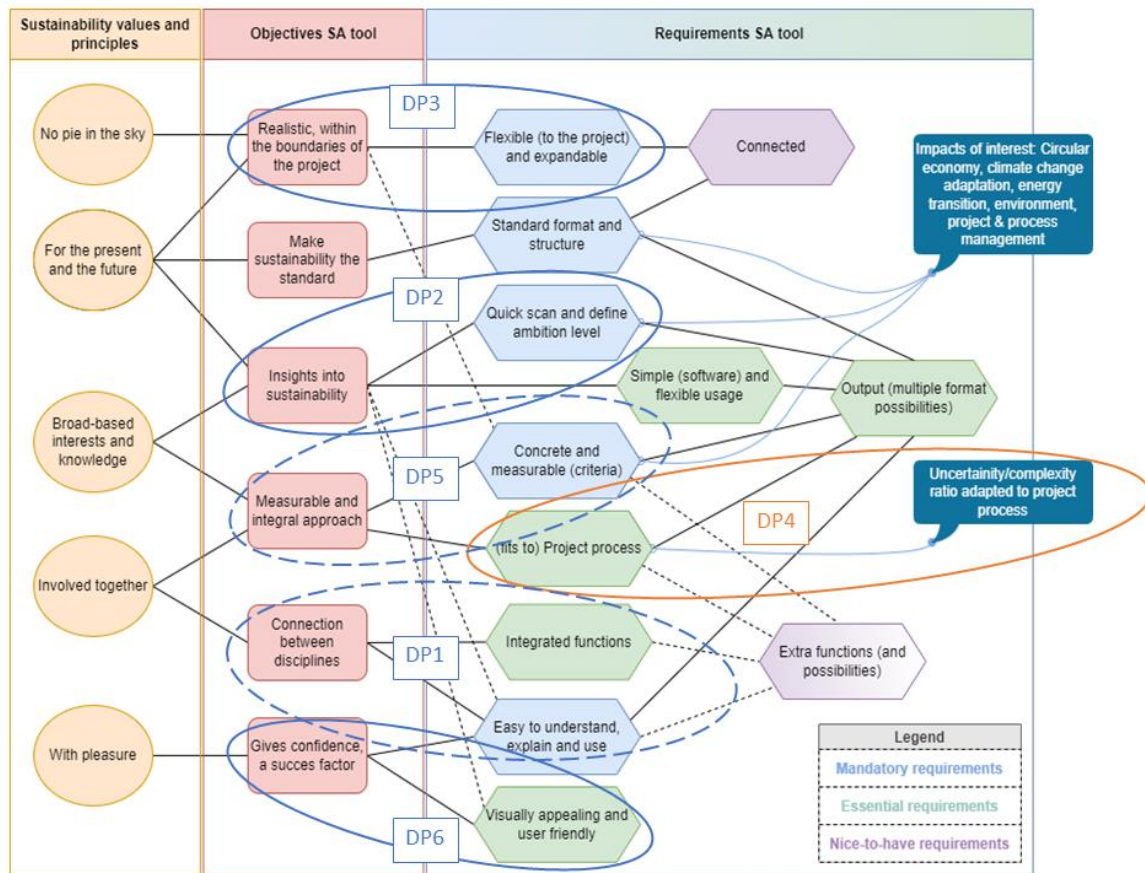 Sustainability values and
principles
Objectives SA tool
Requirements SA tool
DP3
No pie in the sky
Realistic, within
the boundaries of
the project
Flexible (to the project)
and expandable
Connected
Impacts of interest: Circular
economy, climate change
adaptation, energy
transition, environment,
project & process
management
For the present
and the future
Make
sustainability the
standard
Standard format and
structure
DP2
Quick scan and define
ambition level
Insights into
sustainability
Simple (software) and
flexible usage
Output (multiple format
possibilities)
Broad-based
interests and
knowledge
Concrete and
measurable (criteria)
DP5
Measurable and
integral approach
Uncertainity/complexity
ratio adapted to project
process
DP4
(fits to) Project process
Involved together
Connection
between
disciplines
DP1
Integrated functions
Extra functions (and
possibilities)
Easy to understand,
explain and use
With pleasure
Gives confidence,
a succes factor
Visually appealing and
user friendly
DP6
Legend
Mandatory requirements
Essential requirements
Nice-to-have requirements